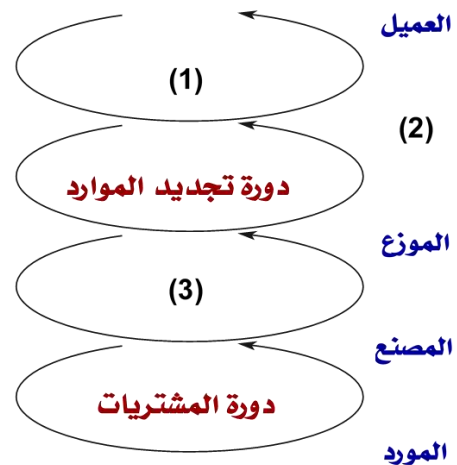 العميل
(1)
(2)
دورة تجديد الموارد
الموزع
(3)
المصنع
دورة المشتريات
المورد